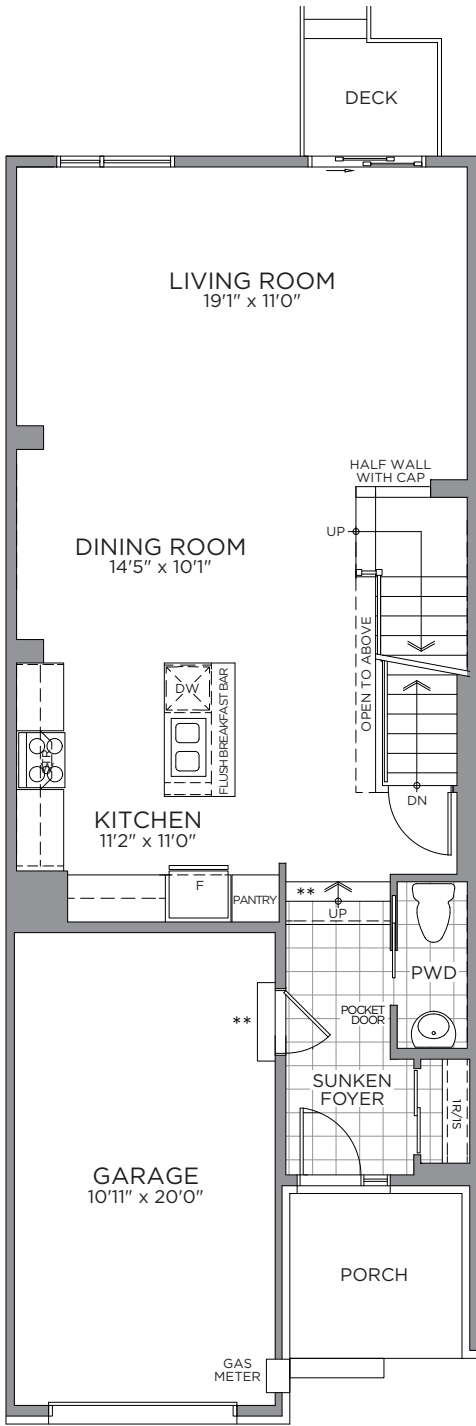 DECK
LIVING ROOM
19'1" x 11'0"
HALF WALL
WITH CAP
UP
DINING ROOM
14'5" x 10'1"
OPEN TO ABOVE
DW
FLUSH BREAKFAST BAR
STR
DN
KITCHEN
11'2" x 11'0"
F
PANTRY
**
UP
PWD
**
POCKET
DOOR
SUNKEN
FOYER
1R/1S
GARAGE
10'11" x 20'0"
PORCH
GAS
METER